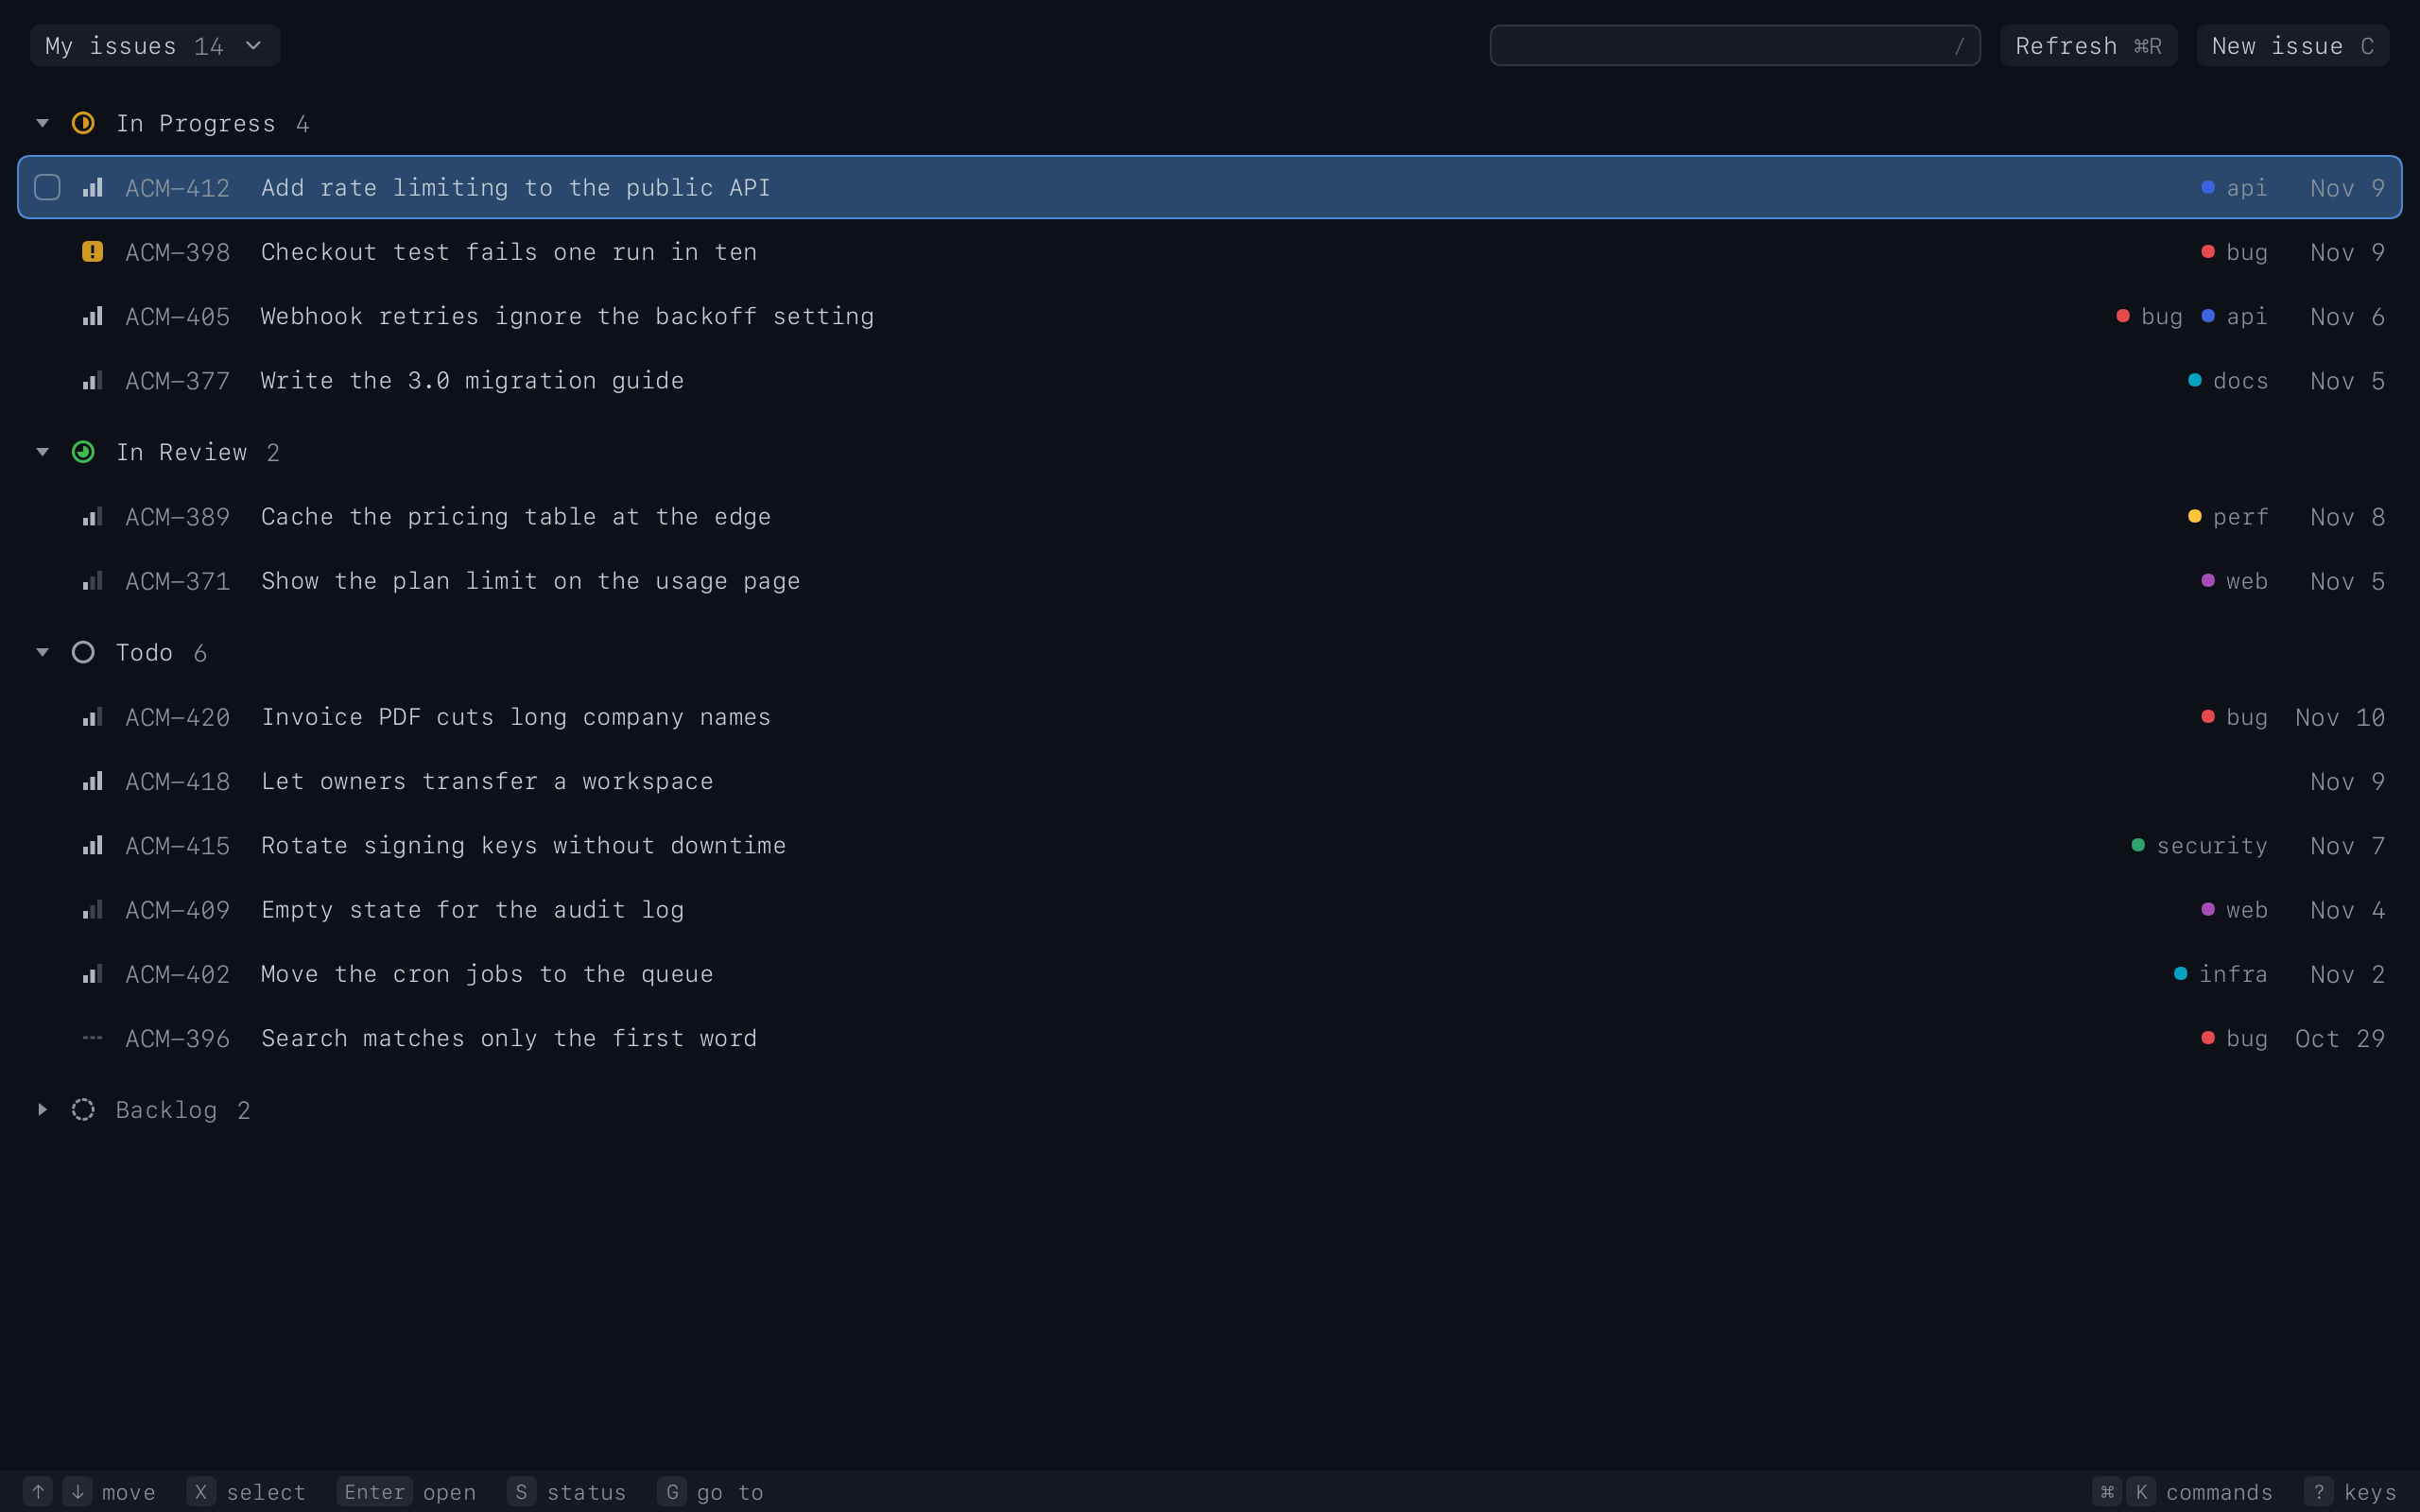 My issues 14 / Refresh ⌘R New issue C
In Progress 4
ACM-412 Add rate limiting to the public API api Nov 9
ACM-398 Checkout test fails one run in ten bug Nov 9
ACM-405 Webhook retries ignore the backoff setting bug api Nov 6
ACM-377 Write the 3.0 migration guide docs Nov 5
In Review 2
ACM-389 Cache the pricing table at the edge perf Nov 8
ACM-371 Show the plan limit on the usage page web Nov 5
Todo 6
ACM-420 Invoice PDF cuts long company names bug Nov 10
ACM-418 Let owners transfer a workspace Nov 9
ACM-415 Rotate signing keys without downtime security Nov 7
ACM-409 Empty state for the audit log web Nov 4
ACM-402 Move the cron jobs to the queue infra Nov 2
ACM-396 Search matches only the first word bug Oct 29
Backlog 2
↑ ↓ move X select Enter open S status G go to ⌘ K commands ? keys